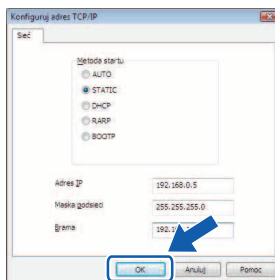 Konfiguruj adres TCP/IP
Sieć
Metoda startu
AUTO
STATIC
DHCP
RARP
BOOTP
Adres IP
192.168.0.5
Maska podsieci
255.255.255.0
Brama
OK
Anuluj
Pomoc